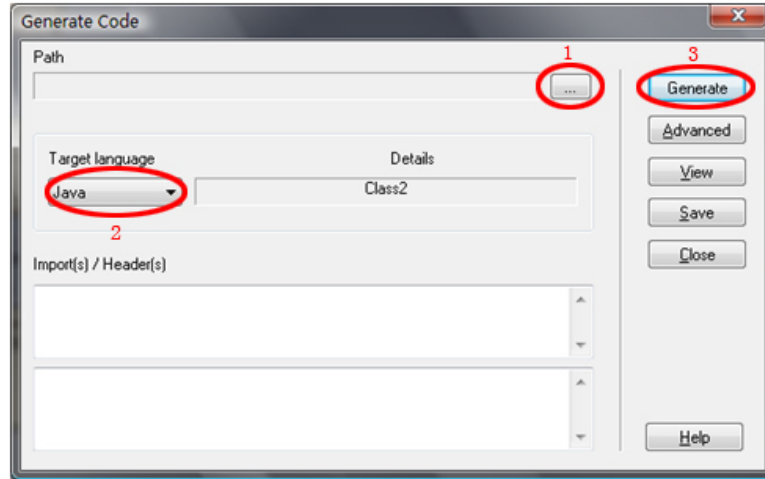 Generate Code
Path
1
...
3
Generate
Advanced
Target language
Details
Java
Class2
2
View
Save
Import(s) / Header(s)
Close
Help